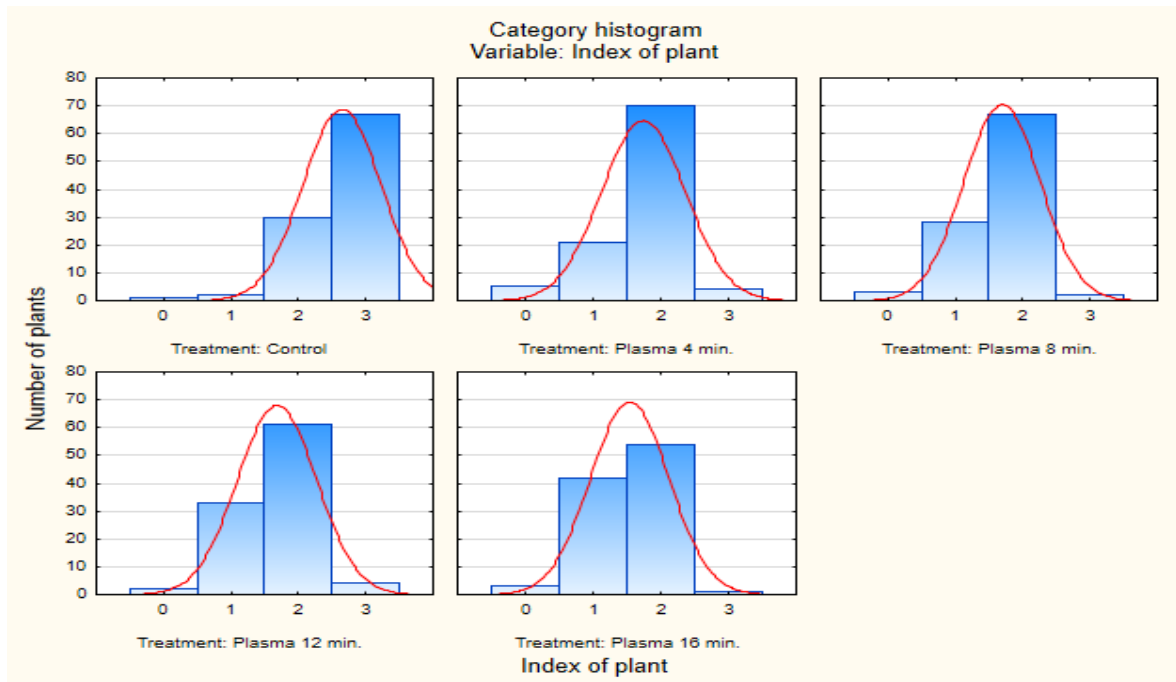 Category histogram
Variable: Index of plant
Number of plants
80
70
60
50
40
30
20
10
0
0 1 2 3
0 1 2 3
0 1 2 3
Treatment: Control
Treatment: Plasma 4 min.
Treatment: Plasma 8 min.
80
70
60
50
40
30
20
10
0
0 1 2 3
0 1 2 3
Treatment: Plasma 12 min.
Treatment: Plasma 16 min.
Index of plant